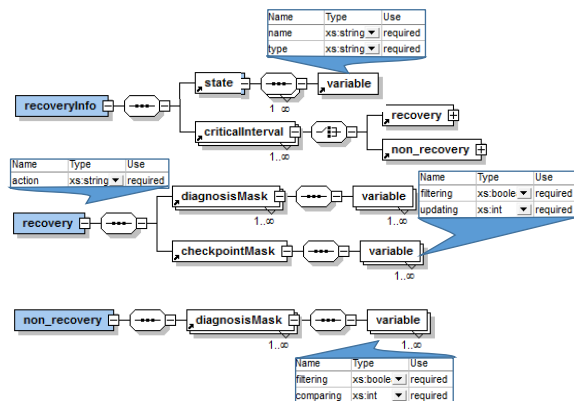 Name Type Use
name xs:string required
type xs:string required
state
variable
1..∞
recoveryInfo
criticalInterval
1..∞
recovery
non_recovery
Name Type Use
action xs:string required
Name Type Use
filtering xs:boole required
updating xs:int required
diagnosisMask
variable
1..∞
1..∞
recovery
checkpointMask
variable
1..∞
1..∞
non_recovery
diagnosisMask
variable
1..∞
1..∞
Name Type Use
filtering xs:boole required
comparing xs:int required